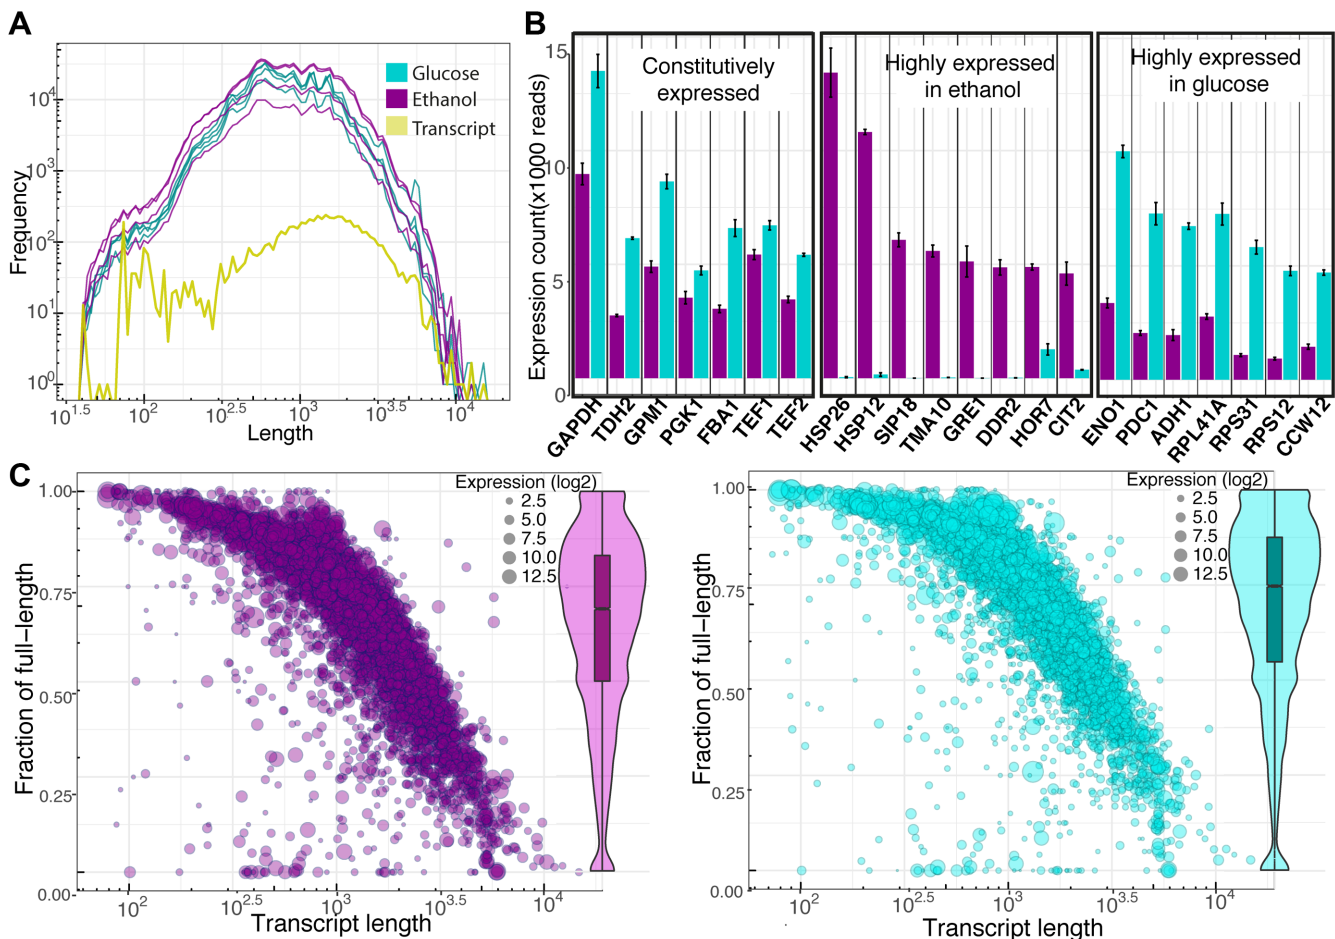 A
Frequency
10^4
10^3
10^2
10^1
10^0
10^1.5
10^2
10^2.5
10^3
10^3.5
10^4
Length
Glucose
Ethanol
Transcript
B
Expression count(x1000 reads)
15
10
5
0
Constitutively
expressed
Highly expressed
in ethanol
Highly expressed
in glucose
GAPDH
TDH2
GPM1
PGK1
FBA1
TEF1
TEF2
HSP26
HSP12
SIP18
TMA10
GRE1
DDR2
HOR7
CIT2
ENO1
PDC1
ADH1
RPL41A
RPS31
RPS12
CCW12
C
Fraction of full-length
1.00
0.75
0.50
0.25
0.00
10^2
10^2.5
10^3
10^3.5
10^4
Transcript length
Expression (log2)
2.5
5.0
7.5
10.0
12.5
Fraction of full-length
1.00
0.75
0.50
0.25
0.00
10^2
10^2.5
10^3
10^3.5
10^4
Transcript length
Expression (log2)
2.5
5.0
7.5
10.0
12.5